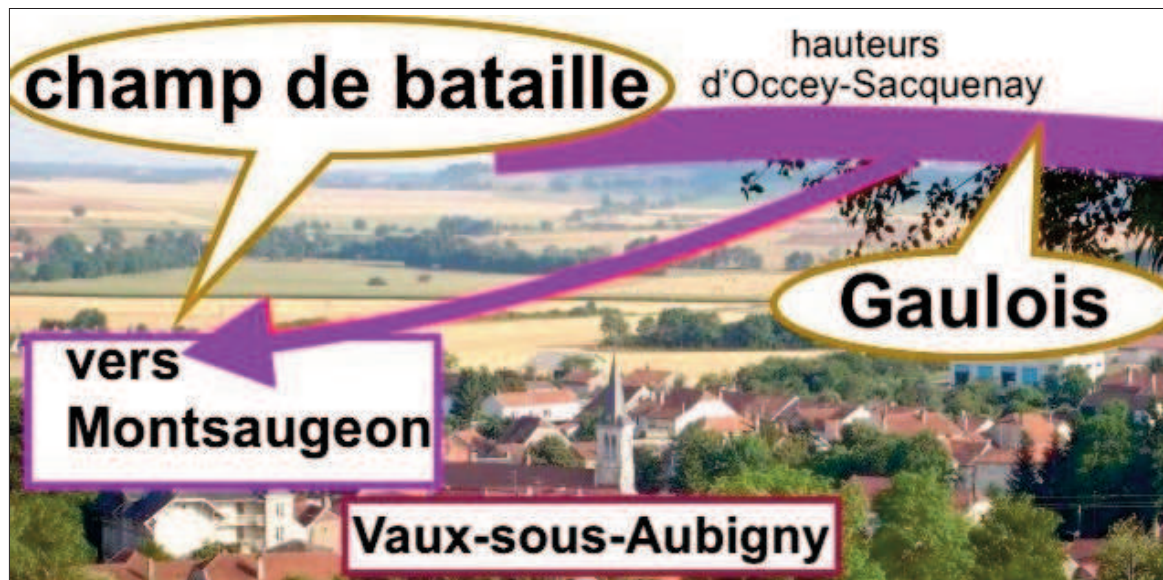 champ de bataille
hauteurs
d'Occey-Sacquenay
Gaulois
vers
Montsaugeon
Vaux-sous-Aubigny